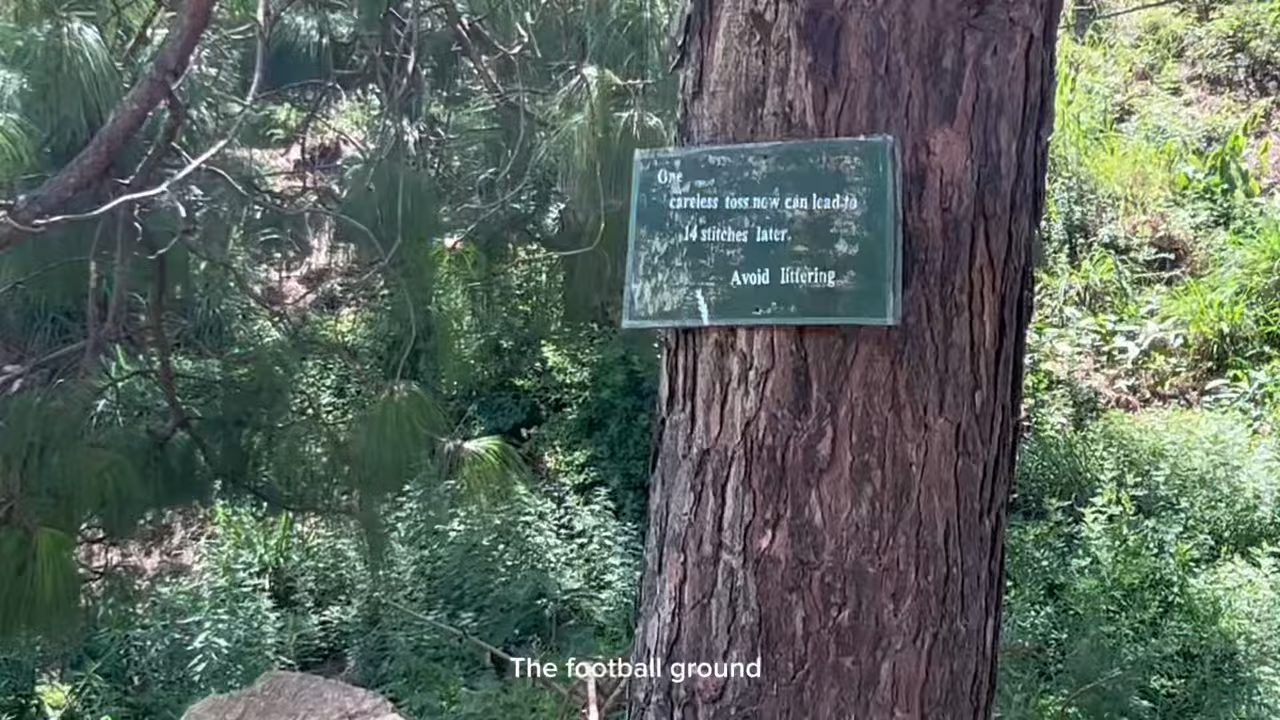 One
careless toss now can lead to
14 stitches later.
Avoid littering
The football ground